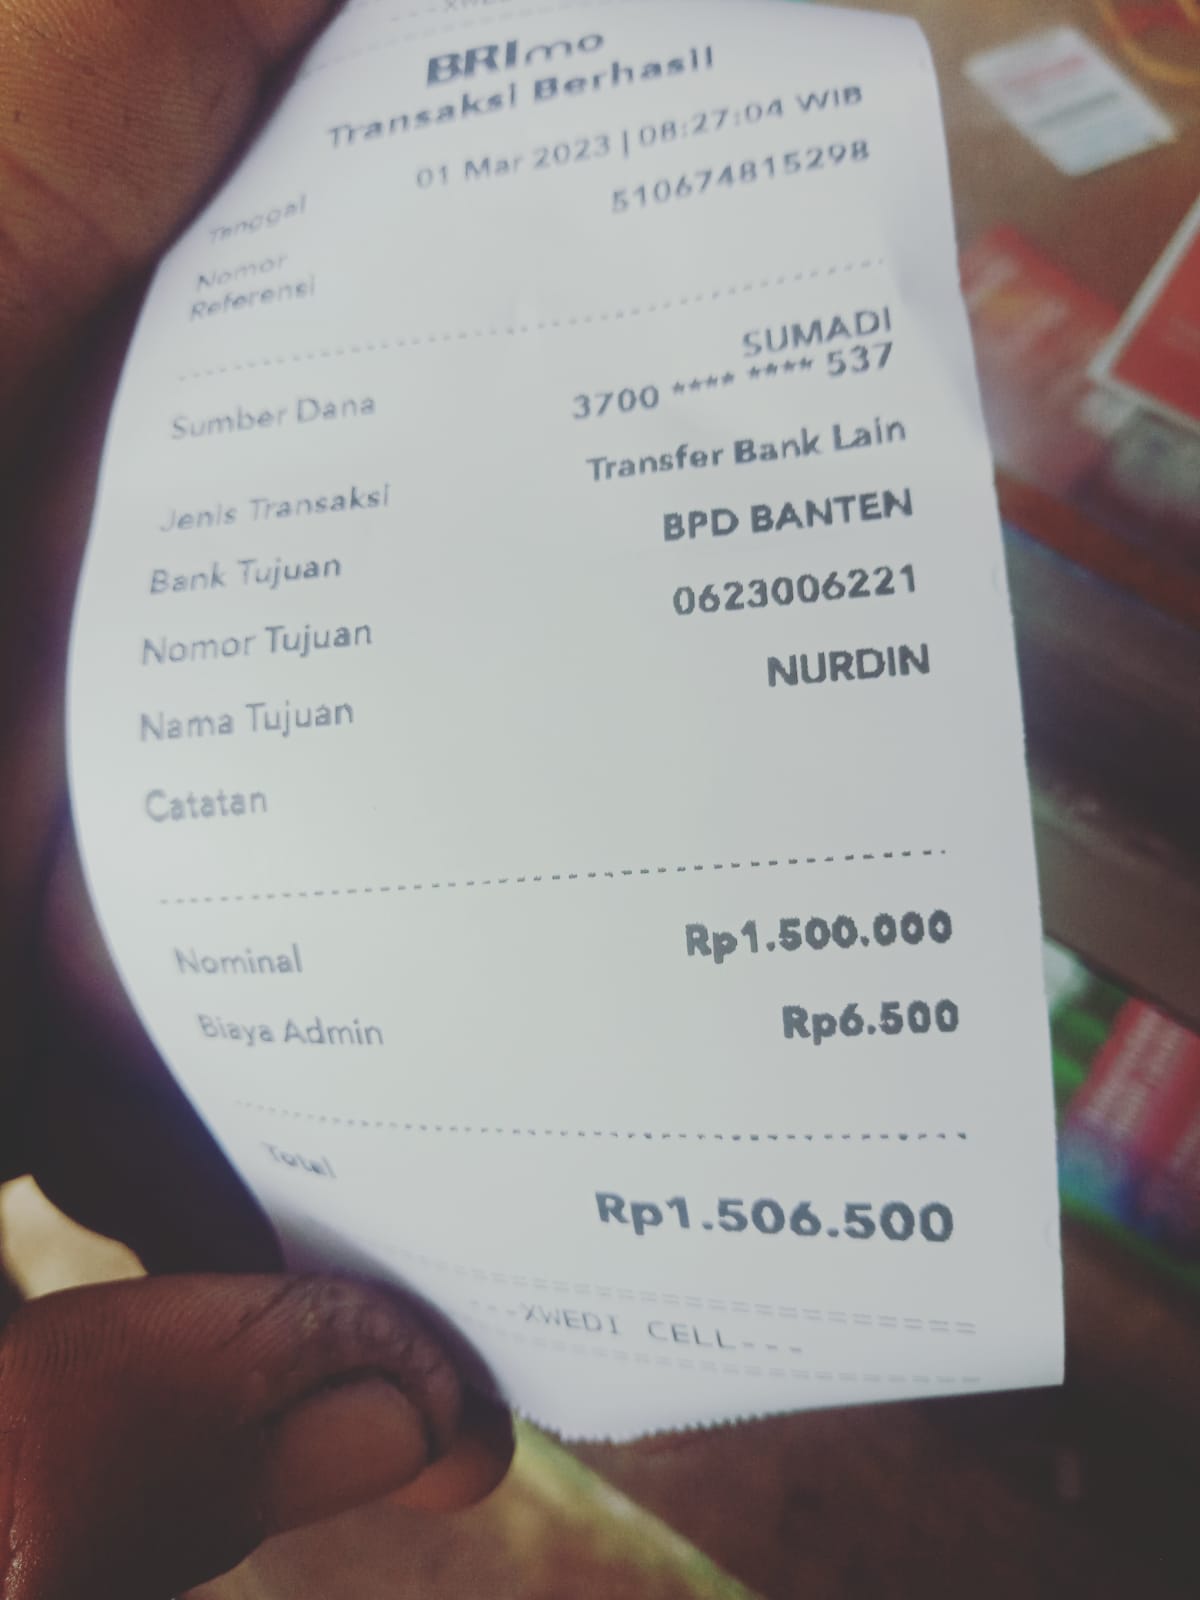 BRImo
Transaksi Berhasil
Tanggal 01 Mar 2023 | 08:27:04 WIB
Nomor Referensi 510674815298
Sumber Dana SUMADI
3700 **** **** 537
Jenis Transaksi Transfer Bank Lain
Bank Tujuan BPD BANTEN
Nomor Tujuan 0623006221
Nama Tujuan NURDIN
Catatan
Nominal Rp1.500.000
Biaya Admin Rp6.500
Total Rp1.506.500
---XWEDI CELL---